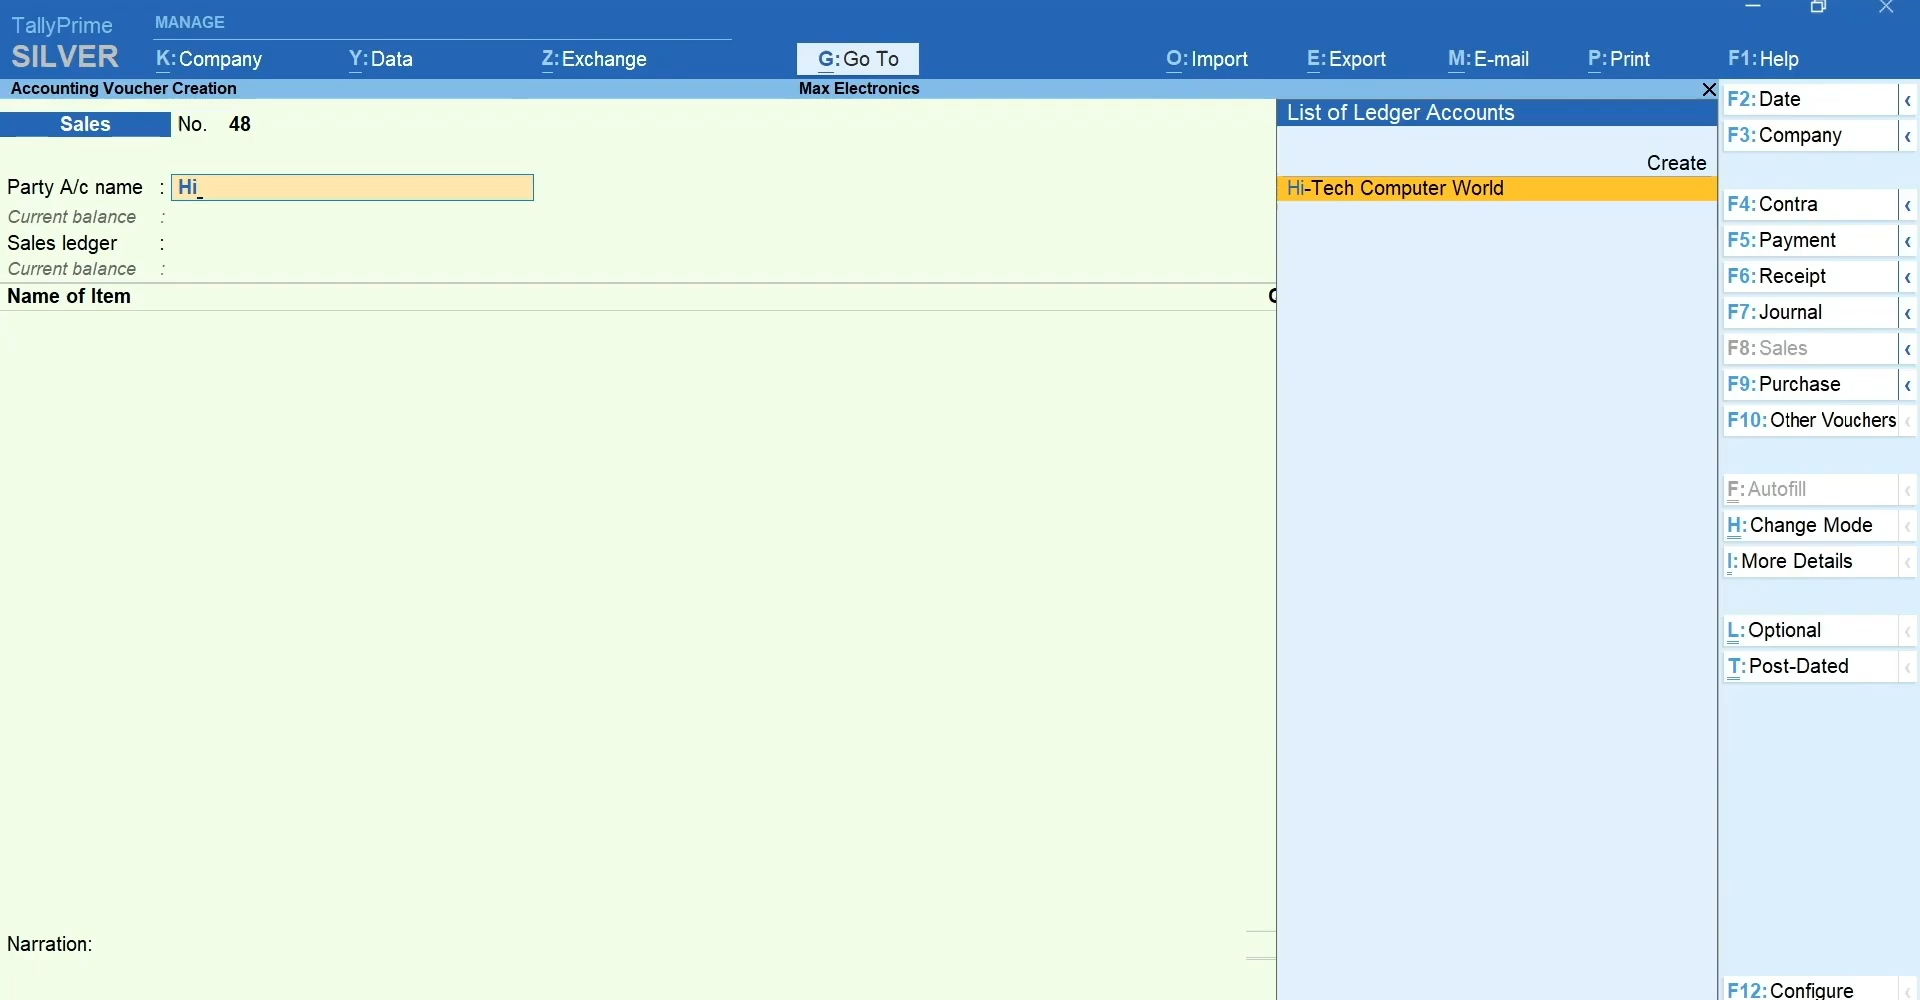 TallyPrime
SILVER
MANAGE
K: Company
Y: Data
Z: Exchange
G: Go To
O: Import
E: Export
M: E-mail
P: Print
F1: Help
Accounting Voucher Creation
Max Electronics
Sales No. 48
Party A/c name : Hi
Current balance :
Sales ledger :
Current balance :
Name of Item
Narration:
List of Ledger Accounts
Create
Hi-Tech Computer World
F2: Date
F3: Company
F4: Contra
F5: Payment
F6: Receipt
F7: Journal
F8: Sales
F9: Purchase
F10: Other Vouchers
F: Autofill
H: Change Mode
I: More Details
L: Optional
T: Post-Dated
F12: Configure